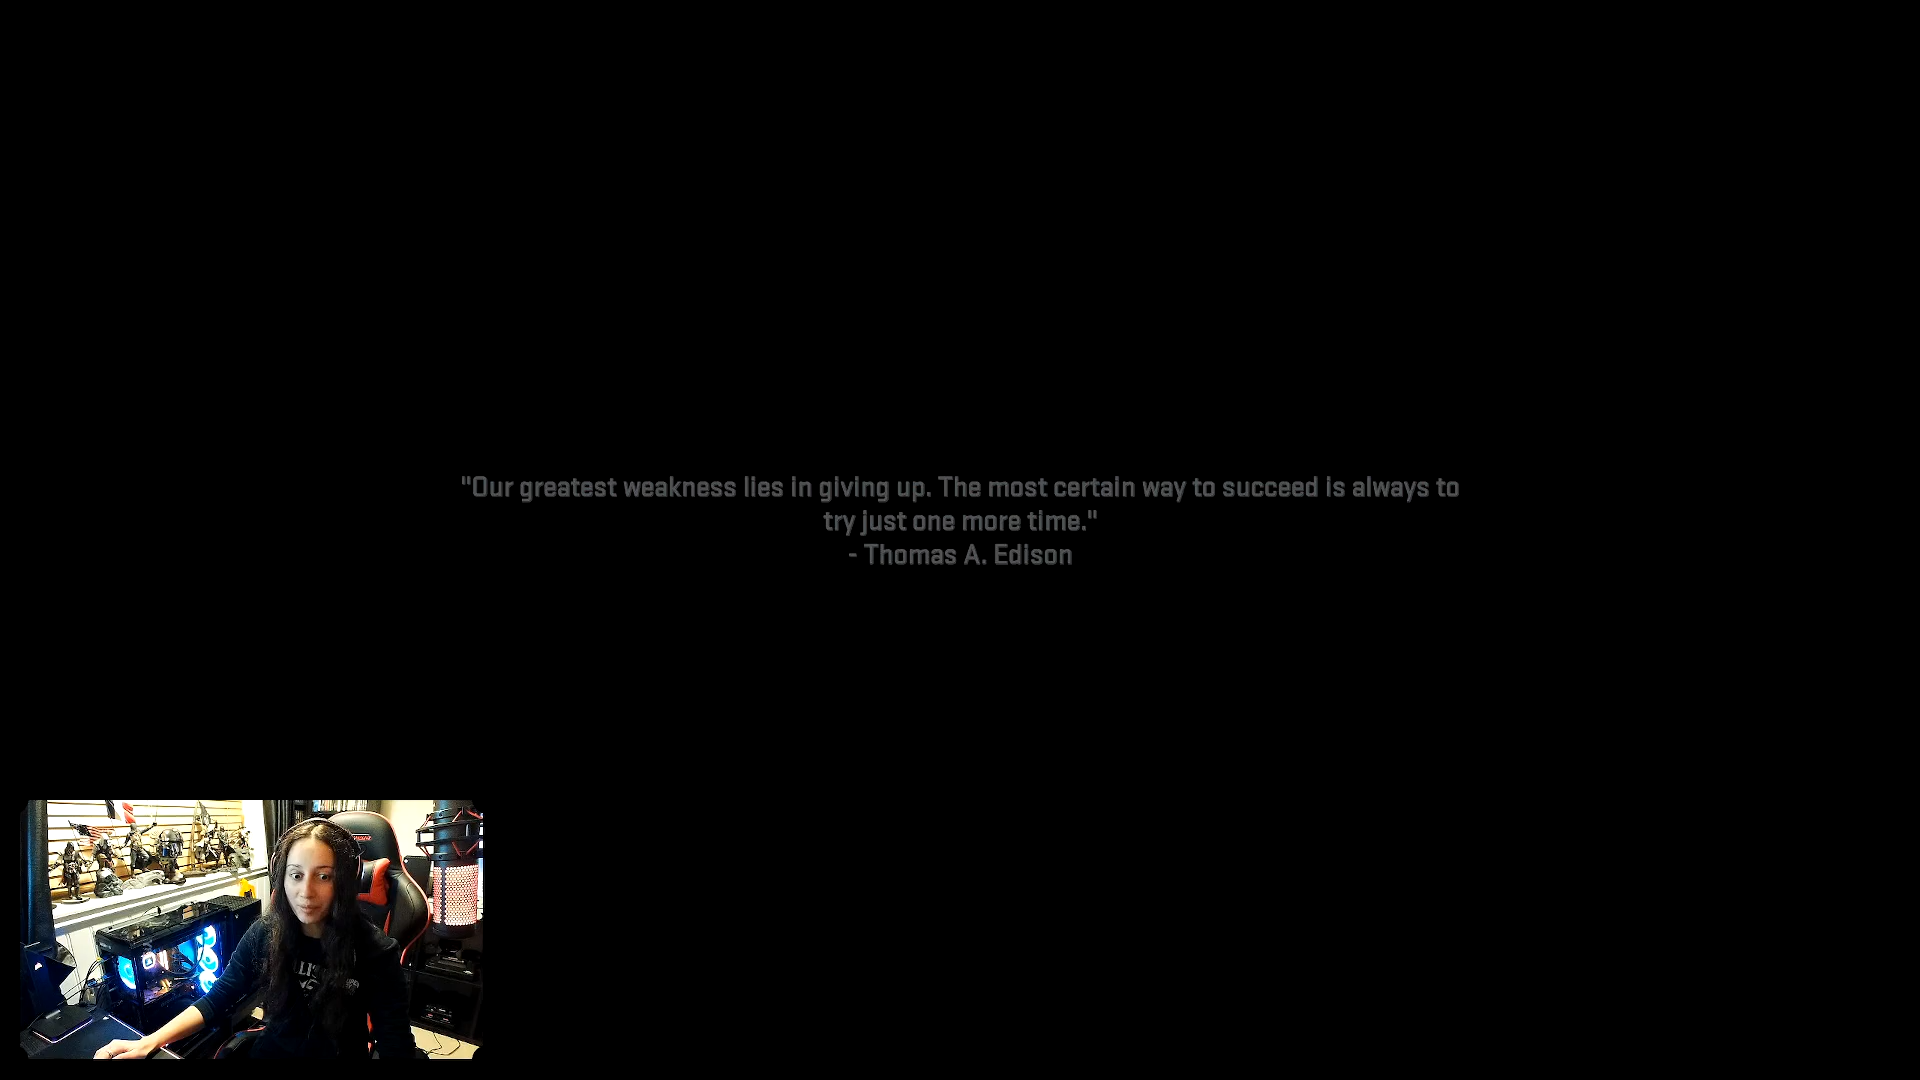 "Our greatest weakness lies in giving up. The most certain way to succeed is always to
try just one more time."
- Thomas A. Edison